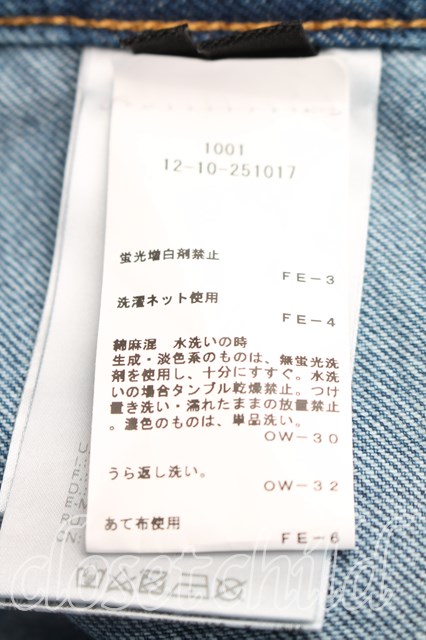 1001
12-10-251017
蛍光増白剤禁止
FE-3
洗濯ネット使用
FE-4
綿麻混　水洗いの時
生成・淡色系のものは、無蛍光洗
剤を使用し、十分にすすぐ。水洗
いの場合タンブル乾燥禁止。つけ
置き洗い・濡れたままの放置禁止
。濃色のものは、単品洗い。
OW-30
うら返し洗い。
OW-32
あて布使用
FE-6
I.:
F.:
D.:
CN:
closetchild